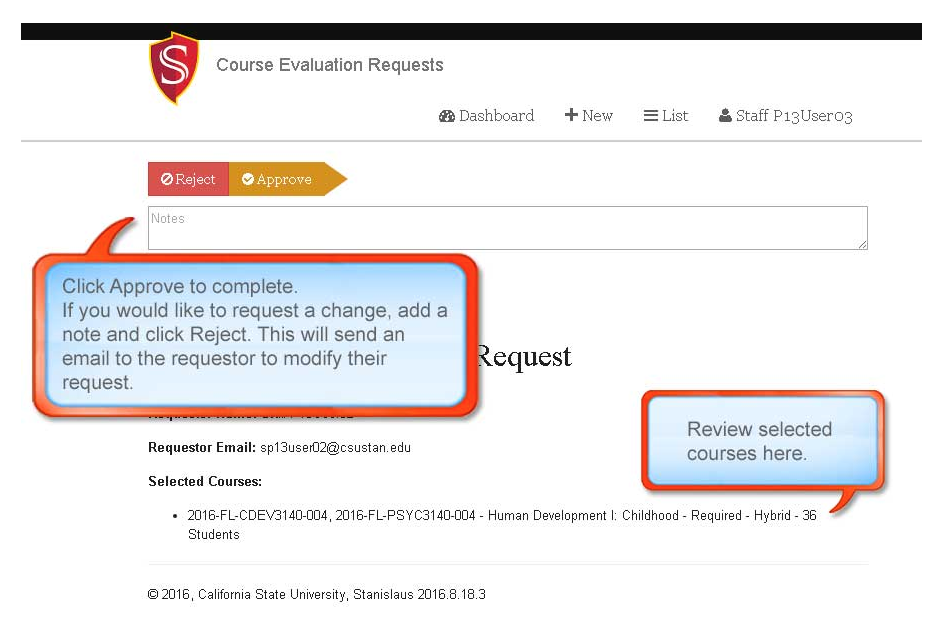 S
Course Evaluation Requests
Dashboard New List Staff P13User03
Reject Approve
Notes
Click Approve to complete.
If you would like to request a change, add a
note and click Reject. This will send an
email to the requestor to modify their
request.
Request
Review selected
courses here.
Requestor Email: sp13user02@csustan.edu
Selected Courses:
• 2016-FL-CDEV3140-004, 2016-FL-PSYC3140-004 - Human Development I: Childhood - Required - Hybrid - 36
Students
© 2016, California State University, Stanislaus 2016.8.18.3